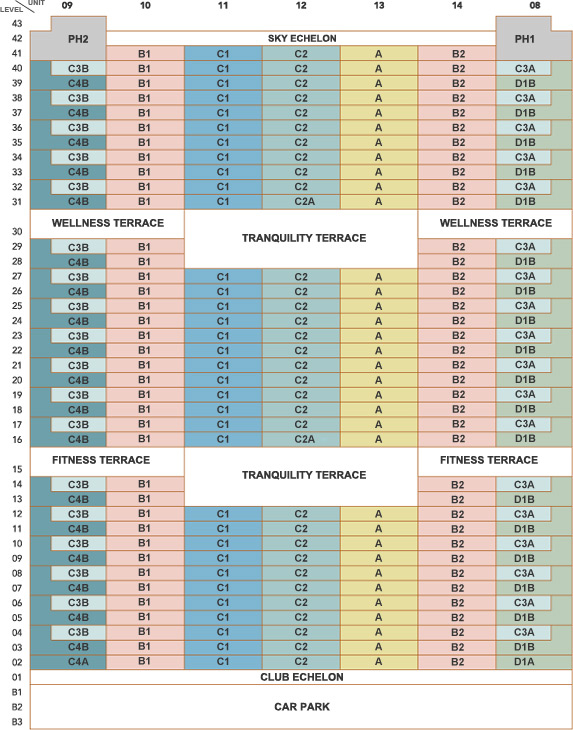 UNIT
LEVEL
09 10 11 12 13 14 08
43
42 PH2 SKY ECHELON PH1
41 B1 C1 C2 A B2
40 C3B B1 C1 C2 A B2 C3A
39 C4B B1 C1 C2 A B2 D1B
38 C3B B1 C1 C2 A B2 C3A
37 C4B B1 C1 C2 A B2 D1B
36 C3B B1 C1 C2 A B2 C3A
35 C4B B1 C1 C2 A B2 D1B
34 C3B B1 C1 C2 A B2 C3A
33 C4B B1 C1 C2 A B2 D1B
32 C3B B1 C1 C2 A B2 C3A
31 C4B B1 C1 C2A A B2 D1B
WELLNESS TERRACE WELLNESS TERRACE
30 TRANQUILITY TERRACE
29 C3B B1 B2 C3A
28 C4B B1 B2 D1B
27 C3B B1 C1 C2 A B2 C3A
26 C4B B1 C1 C2 A B2 D1B
25 C3B B1 C1 C2 A B2 C3A
24 C4B B1 C1 C2 A B2 D1B
23 C3B B1 C1 C2 A B2 C3A
22 C4B B1 C1 C2 A B2 D1B
21 C3B B1 C1 C2 A B2 C3A
20 C4B B1 C1 C2 A B2 D1B
19 C3B B1 C1 C2 A B2 C3A
18 C4B B1 C1 C2 A B2 D1B
17 C3B B1 C1 C2 A B2 C3A
16 C4B B1 C1 C2A A B2 D1B
FITNESS TERRACE FITNESS TERRACE
15 TRANQUILITY TERRACE
14 C3B B1 B2 C3A
13 C4B B1 B2 D1B
12 C3B B1 C1 C2 A B2 C3A
11 C4B B1 C1 C2 A B2 D1B
10 C3B B1 C1 C2 A B2 C3A
09 C4B B1 C1 C2 A B2 D1B
08 C3B B1 C1 C2 A B2 C3A
07 C4B B1 C1 C2 A B2 D1B
06 C3B B1 C1 C2 A B2 C3A
05 C4B B1 C1 C2 A B2 D1B
04 C3B B1 C1 C2 A B2 C3A
03 C4B B1 C1 C2 A B2 D1B
02 C4A B1 C1 C2 A B2 D1A
01 CLUB ECHELON
B1
B2 CAR PARK
B3